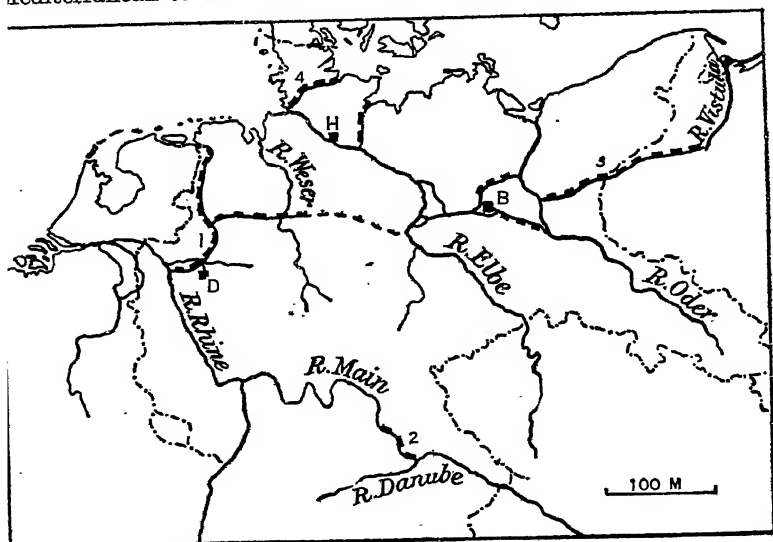 4
R.Vistula
H
R.Weser
B
1
D
R.Elbe
R.Oder
R.Rhine
R.Main
2
R.Danube
100 M